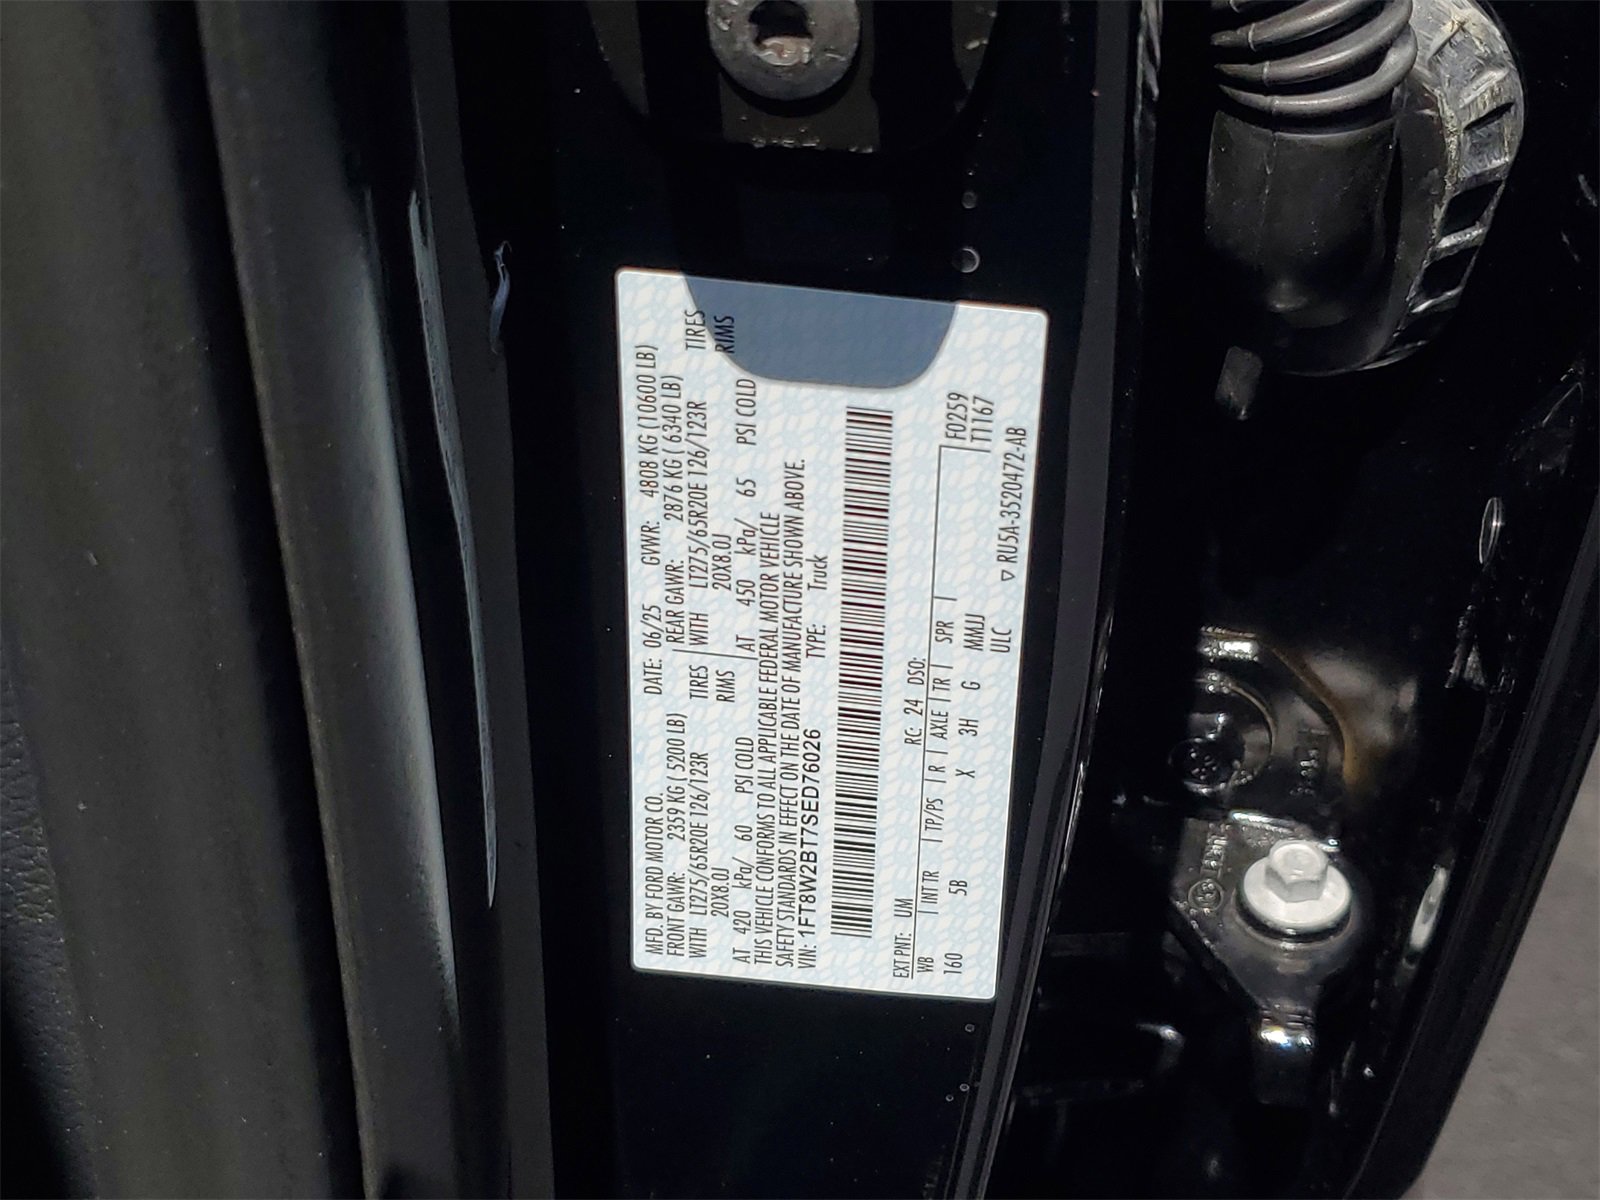 MFD. BY FORD MOTOR CO. DATE: 06/25 GVWR: 4808 KG (10600 LB)
FRONT GAWR: 2359 KG ( 5200 LB) REAR GAWR: 2876 KG ( 6340 LB)
WITH LT275/65R20E 126/123R TIRES WITH LT275/65R20E 126/123R TIRES
20X8.0J RIMS 20X8.0J RIMS
AT 420 kPa/ 60 PSI COLD AT 450 kPa/ 65 PSI COLD
THIS VEHICLE CONFORMS TO ALL APPLICABLE FEDERAL MOTOR VEHICLE
SAFETY STANDARDS IN EFFECT ON THE DATE OF MANUFACTURE SHOWN ABOVE.
VIN: 1FT8W2BT7SED76026 TYPE: Truck
EXT PNT: UM RC: 24 DSO:
WB INT TR TP/PS R AXLE TR SPR F0259
160 5B X 3H G MMJJ T1167
ULC ▽ RU5A-3520472-AB